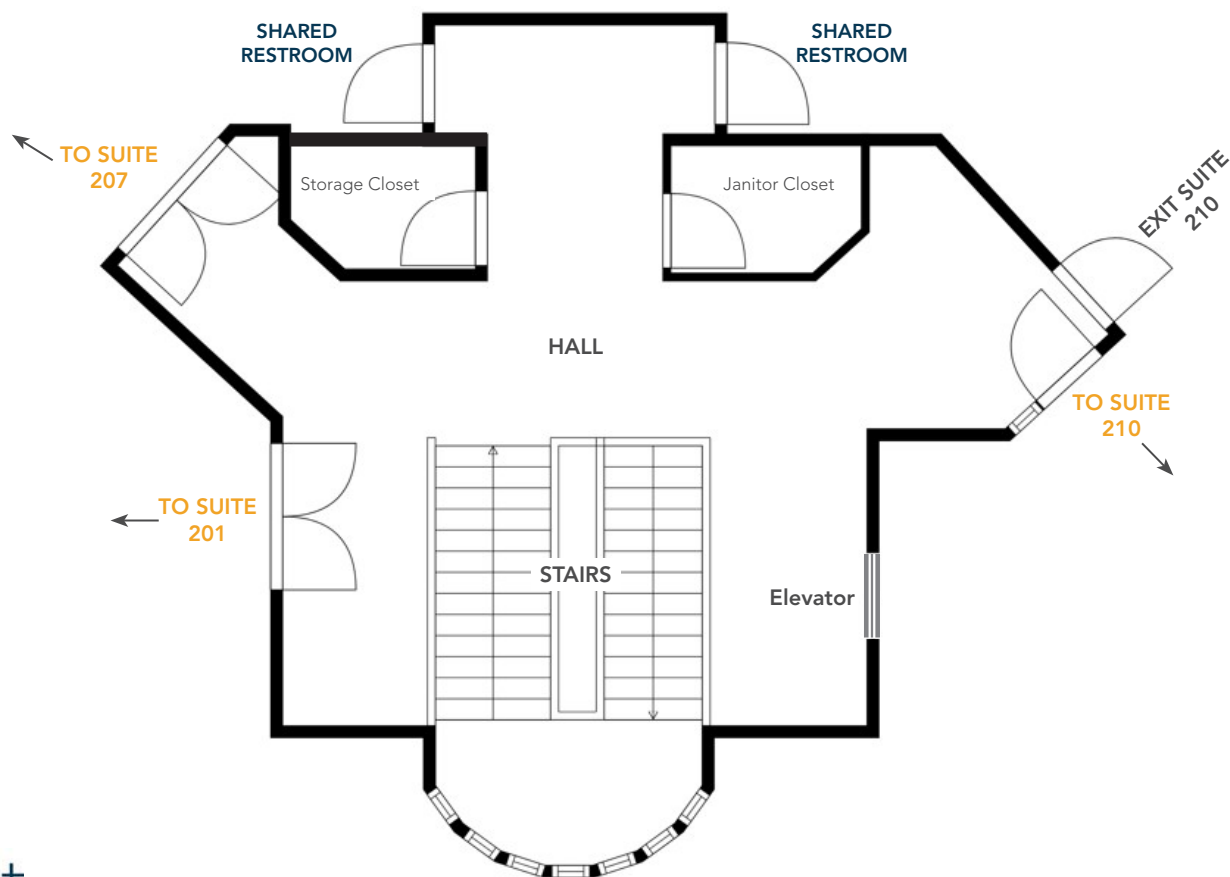 SHARED
RESTROOM
SHARED
RESTROOM
TO SUITE
207
Storage Closet
Janitor Closet
EXIT SUITE
210
HALL
TO SUITE
210
TO SUITE
201
STAIRS
Elevator